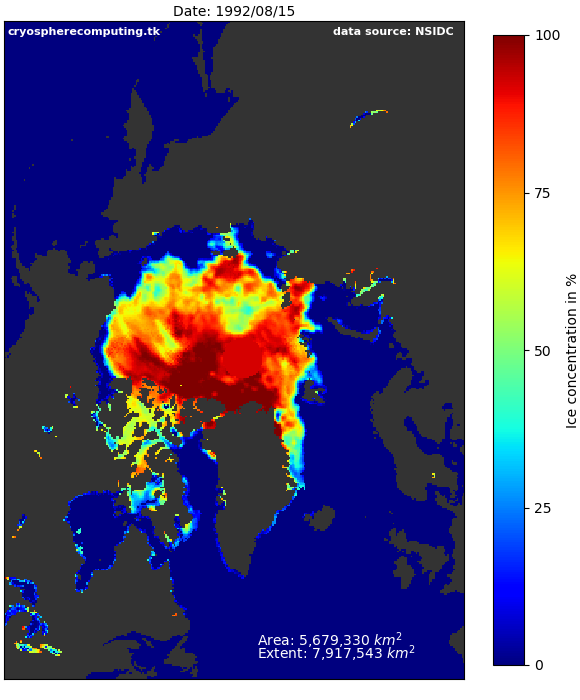 Date: 1992/08/15
cryospherecomputing.tk
data source: NSIDC
100
75
50
25
0
Ice concentration in %
Area: 5,679,330 km²
Extent: 7,917,543 km²